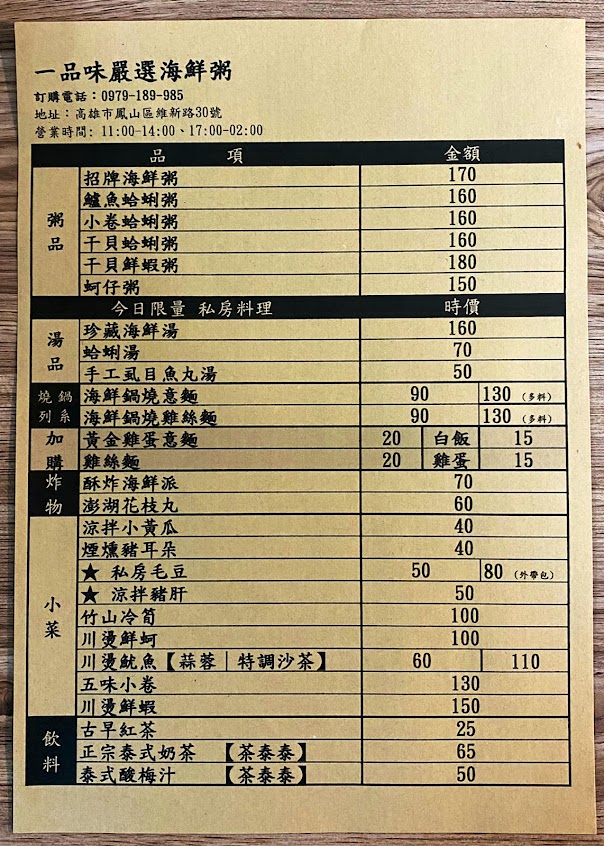 一品味嚴選海鮮粥
訂購電話：0979-189-985
地址：高雄市鳳山區維新路30號
營業時間: 11:00-14:00、17:00-02:00
品 項 金額
粥品
招牌海鮮粥 170
鱸魚蛤蜊粥 160
小卷蛤蜊粥 160
干貝蛤蜊粥 160
干貝鮮蝦粥 180
蚵仔粥 150
今日限量 私房料理 時價
湯品
珍藏海鮮湯 160
蛤蜊湯 70
手工虱目魚丸湯 50
燒鍋
列系
海鮮鍋燒意麵 90 130 (多料)
海鮮鍋燒雞絲麵 90 130 (多料)
加購
黃金雞蛋意麵 20 白飯 15
雞絲麵 20 雞蛋 15
炸物
酥炸海鮮派 70
澎湖花枝丸 60
小菜
涼拌小黃瓜 40
煙燻豬耳朵 40
★ 私房毛豆 50 80 (外帶包)
★ 涼拌豬肝 50
竹山冷筍 100
川燙鮮蚵 100
川燙魷魚【蒜蓉｜特調沙茶】 60 110
五味小卷 130
川燙鮮蝦 150
飲料
古早紅茶 25
正宗泰式奶茶 【茶泰泰】 65
泰式酸梅汁 【茶泰泰】 50